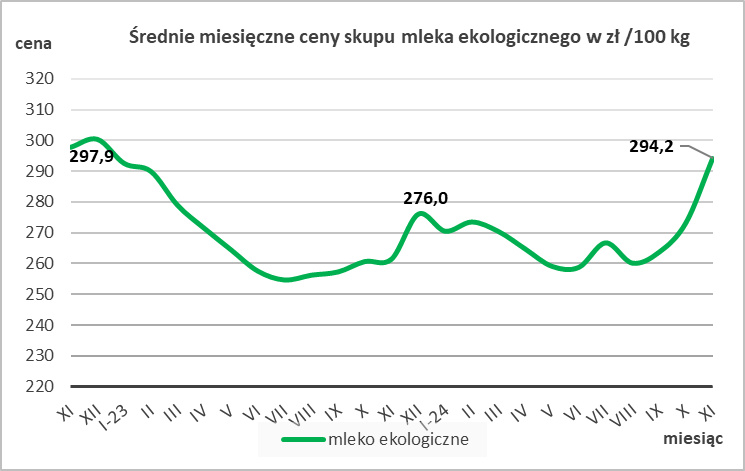 Średnie miesięczne ceny skupu mleka ekologicznego w zł /100 kg
cena
320
310
300
290
280
270
260
250
240
230
220
297,9
276,0
294,2
XI XII I-23 II III IV V VI VII VIII IX X XI XII I-24 II III IV V VI VII VIII IX X XI
miesiąc
mleko ekologiczne